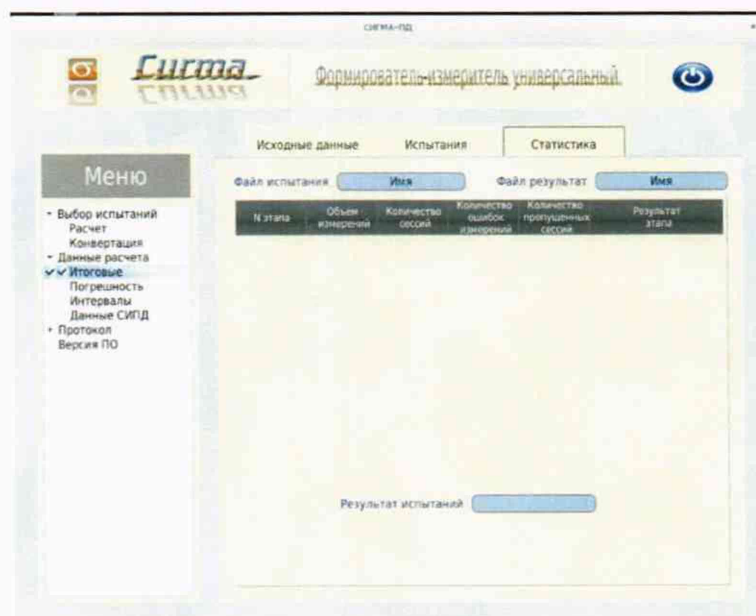 СИГМА-ПД
σ Сигма
Формирователь-измеритель универсальный
Исходные данные Испытания Статистика
Меню
Файл испытания Имя Файл результат Имя
N этапа Объем измерений Количество сессий Количество ошибок измерений Количество пропущенных сессий Результат этапа
Выбор испытаний
Расчет
Конвертация
Данные расчета
Итоговые
Погрешность
Интервалы
Данные СИПД
Протокол
Версия ПО
Результат испытаний